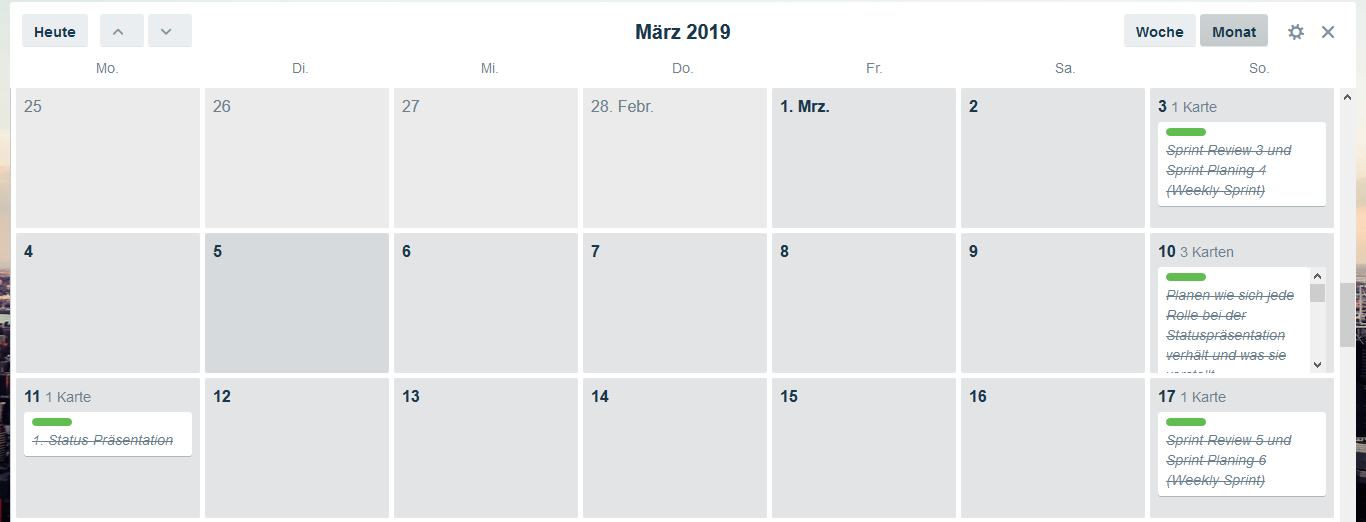 Heute
März 2019
Woche
Monat
Mo.
Di.
Mi.
Do.
Fr.
Sa.
So.
25
26
27
28. Febr.
1. Mrz.
2
3 1 Karte
Sprint Review 3 und
Sprint Planing 4
(Weekly Sprint)
4
5
6
7
8
9
10 3 Karten
Planen wie sich jede
Rolle bei der
Statuspräsentation
verhält und was sie
vorstellt
11 1 Karte
1. Status Präsentation
12
13
14
15
16
17 1 Karte
Sprint Review 5 und
Sprint Planing 6
(Weekly Sprint)